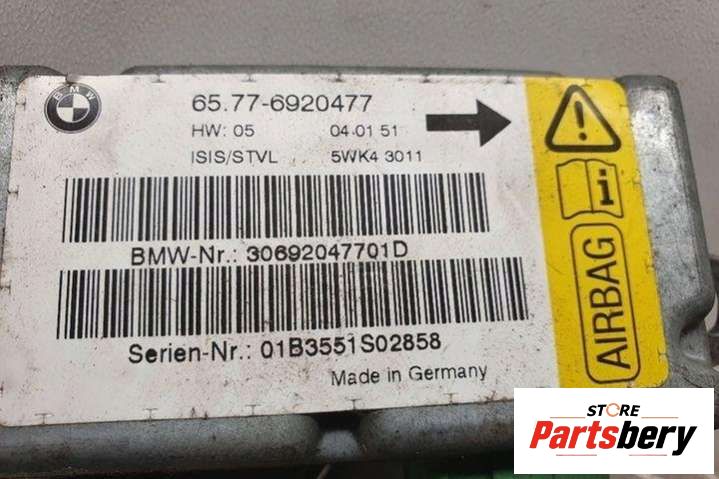 BMW
65.77-6920477
HW: 05 04.01 51
ISIS/STVL 5WK4 3011
BMW-Nr.: 30692047701D
Serien-Nr.: 01B3551S02858
Made in Germany
i
AIRBAG
STORE
Partsbery